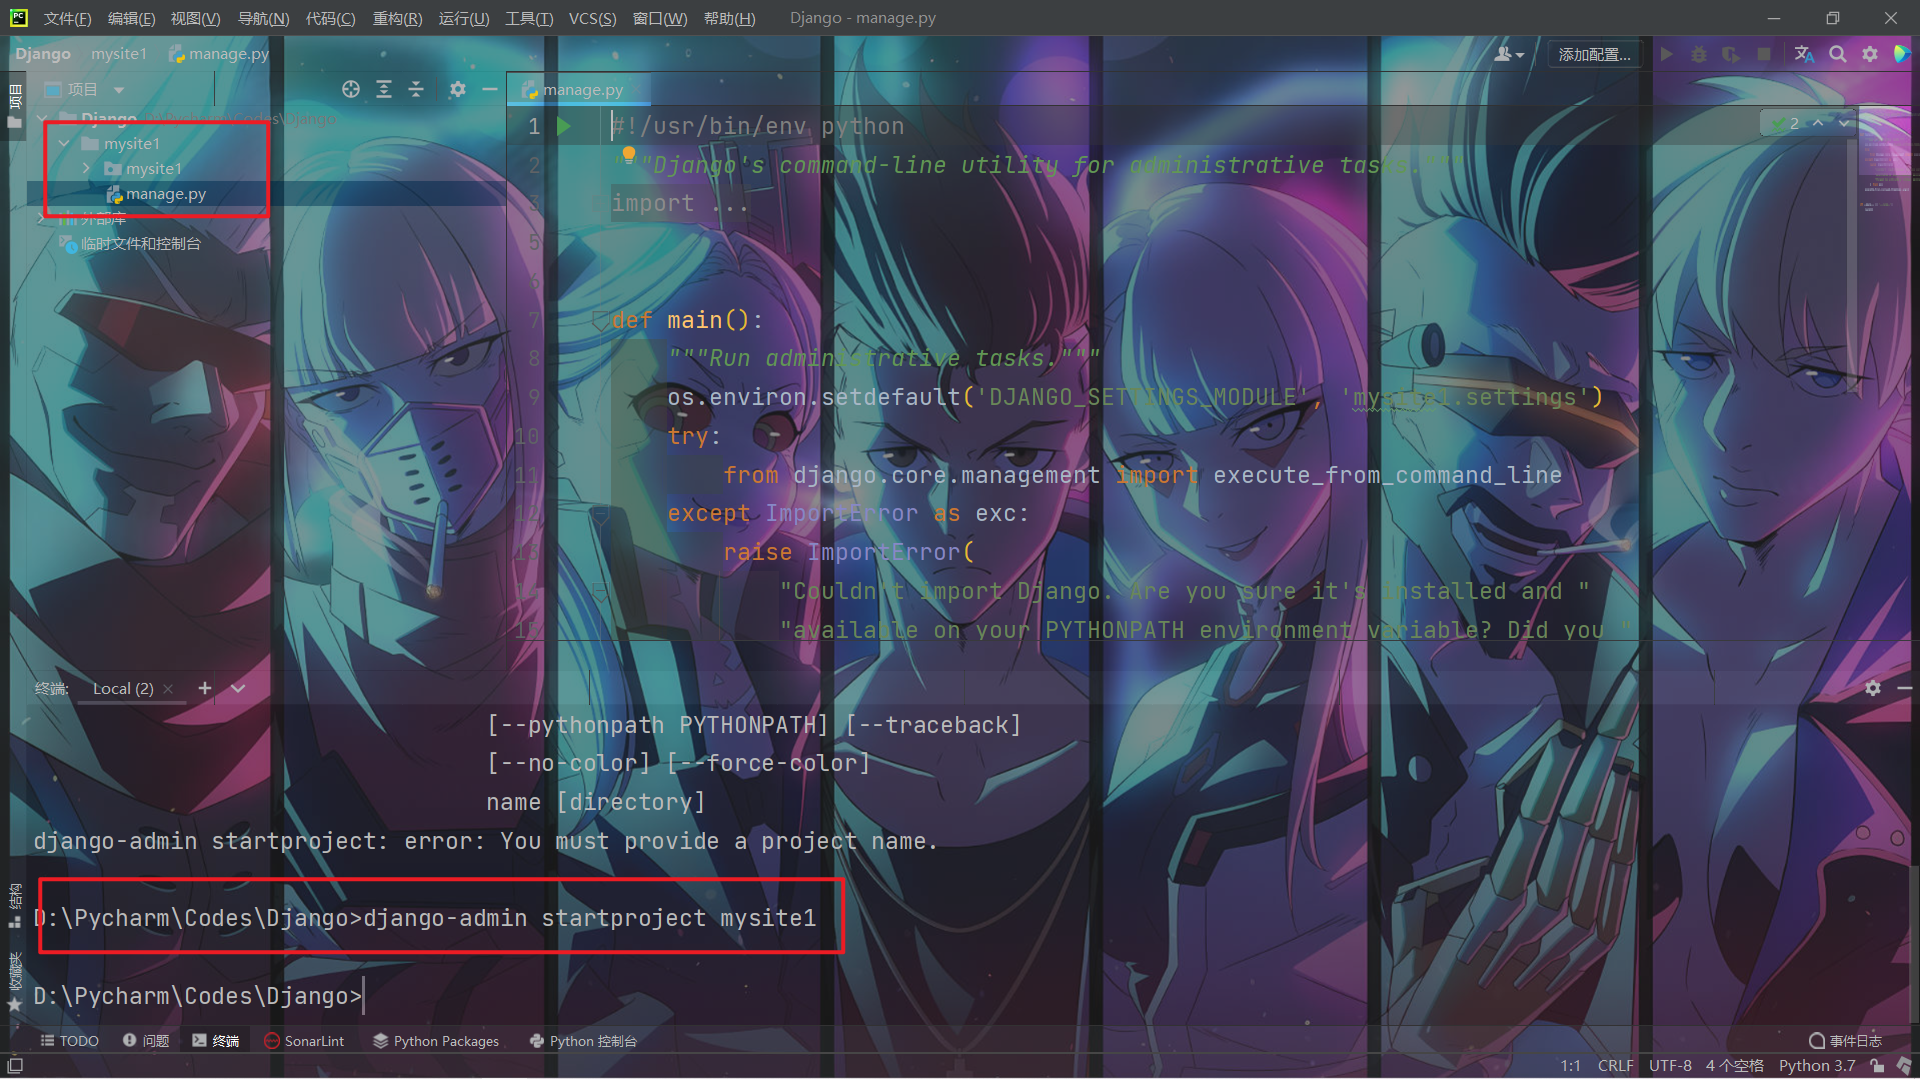 文件(F) 编辑(E) 视图(V) 导航(N) 代码(C) 重构(R) 运行(U) 工具(T) VCS(S) 窗口(W) 帮助(H) Django - manage.py
Django mysite1 manage.py
添加配置...
项目
项目
manage.py
Django
mysite1
mysite1
manage.py
外部库
临时文件和控制台
1 #!/usr/bin/env python
2 """Django's command-line utility for administrative tasks."""
3 import ...
5
6
7 def main():
8 """Run administrative tasks."""
9 os.environ.setdefault('DJANGO_SETTINGS_MODULE', 'mysite1.settings')
10 try:
11 from django.core.management import execute_from_command_line
12 except ImportError as exc:
13 raise ImportError(
14 "Couldn't import Django. Are you sure it's installed and "
15 "available on your PYTHONPATH environment variable? Did you "
2
终端: Local (2)
[--pythonpath PYTHONPATH] [--traceback]
[--no-color] [--force-color]
name [directory]
django-admin startproject: error: You must provide a project name.
D:\Pycharm\Codes\Django>django-admin startproject mysite1
D:\Pycharm\Codes\Django>
结构
收藏夹
TODO 问题 终端 SonarLint Python Packages Python 控制台 事件日志
1:1 CRLF UTF-8 4 个空格 Python 3.7